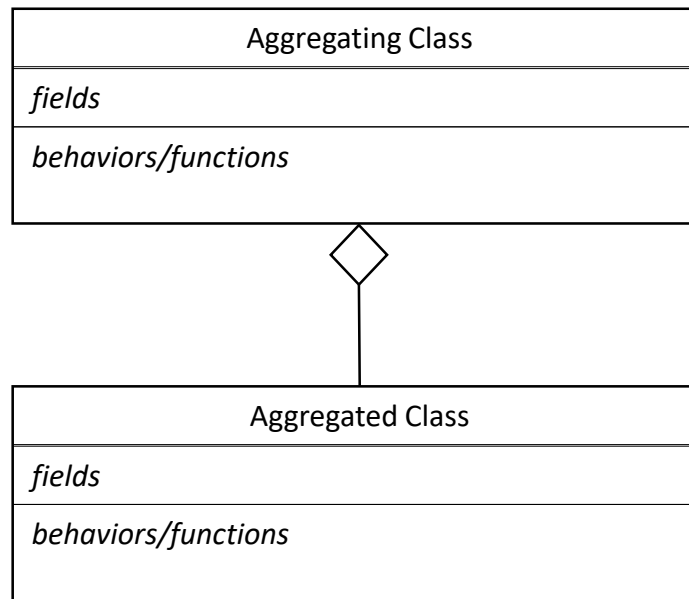 Aggregating Class
fields
behaviors/functions
Aggregated Class
fields
behaviors/functions